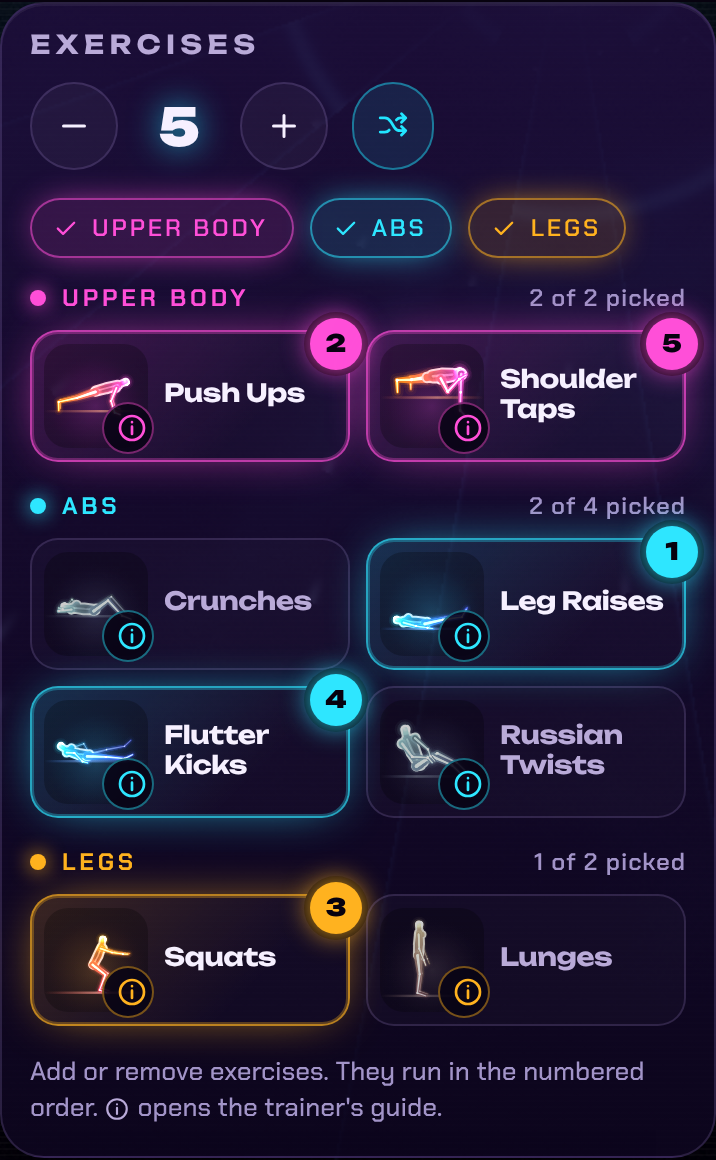 EXERCISES
5
UPPER BODY
ABS
LEGS
UPPER BODY
2 of 2 picked
2
Push Ups
5
Shoulder
Taps
ABS
2 of 4 picked
Crunches
1
Leg Raises
4
Flutter
Kicks
Russian
Twists
LEGS
1 of 2 picked
3
Squats
Lunges
Add or remove exercises. They run in the numbered
order. ⓘ opens the trainer's guide.